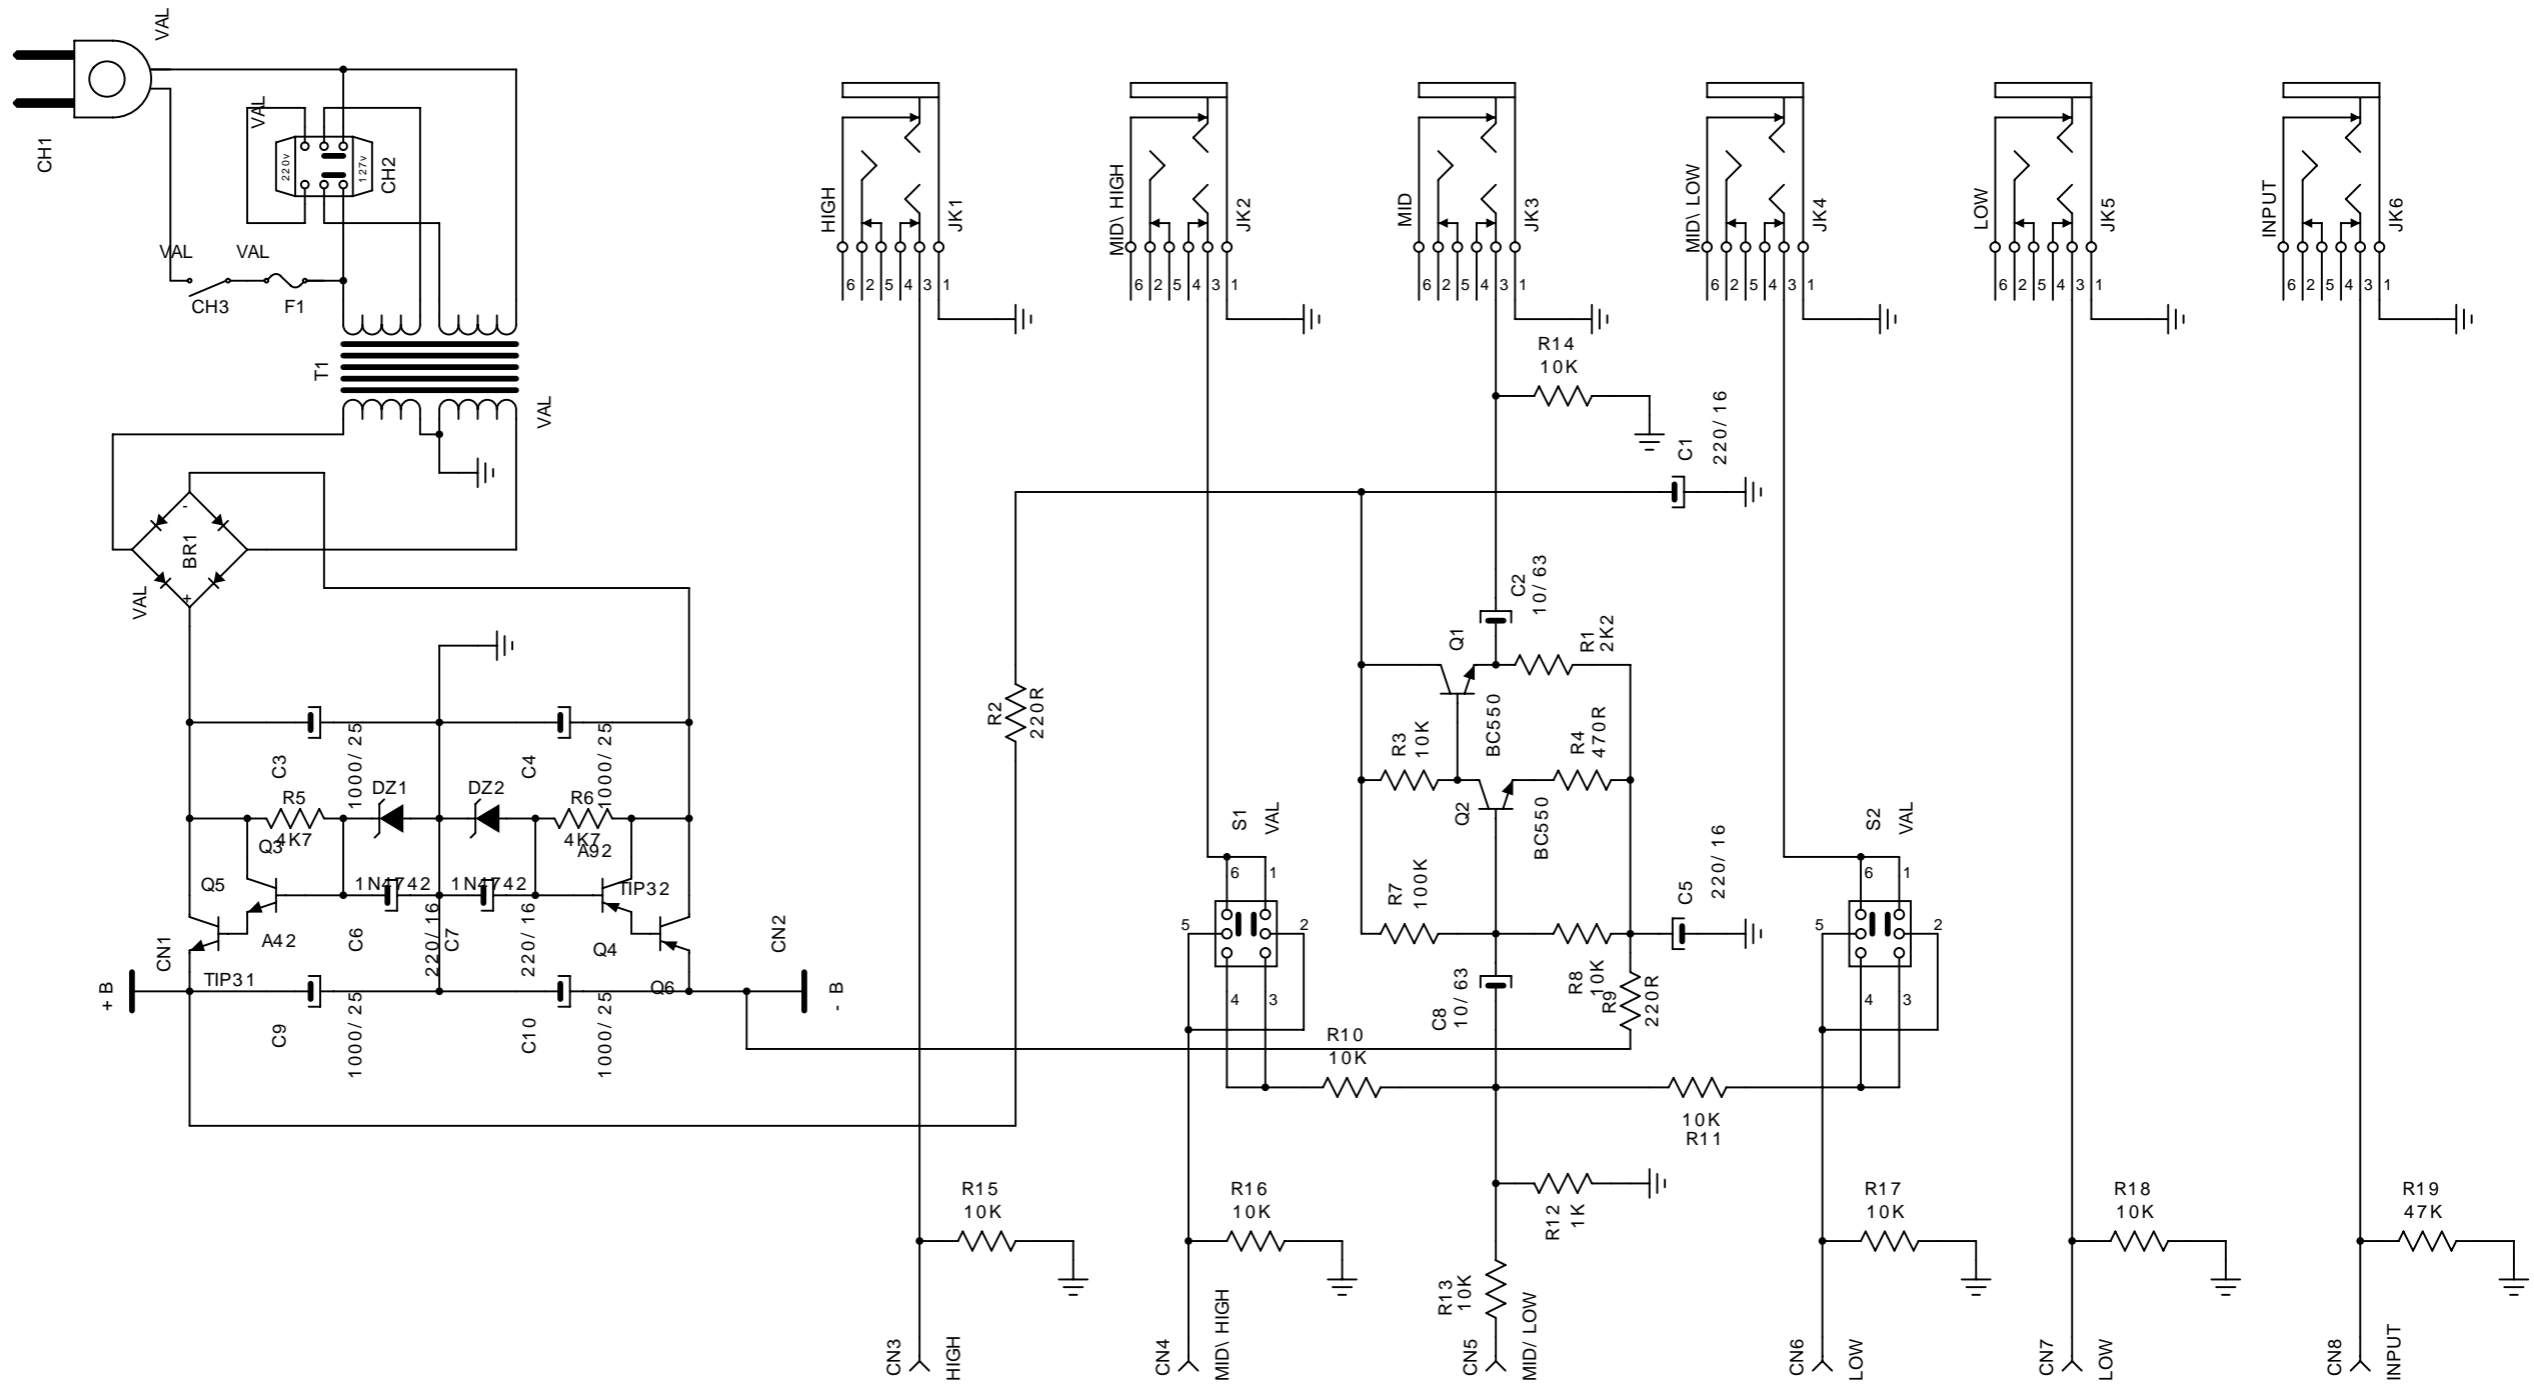 CH1
VAL
VAL
220v
127v
CH2
VAL
CH3
VAL
F1
T1
VAL
-
BR1
+
VAL
C3
1000/25
C4
1000/25
R5
4K7
DZ1
1N4742
DZ2
1N4742
R6
4K7
Q3
A42
A92
Q4
Q5
TIP31
TIP32
Q6
C6
220/16
C7
220/16
CN1
+B
CN2
-B
C9
1000/25
C10
1000/25
HIGH
JK1
6 2 5 4 3 1
MID\HIGH
JK2
6 2 5 4 3 1
MID
JK3
6 2 5 4 3 1
MID\LOW
JK4
6 2 5 4 3 1
LOW
JK5
6 2 5 4 3 1
INPUT
JK6
6 2 5 4 3 1
R14
10K
C1
220/16
C2
10/63
R2
220R
Q1
BC550
R1
2K2
R3
10K
Q2
BC550
R4
470R
R7
100K
R8
10K
C5
220/16
R9
220R
C8
10/63
S1
VAL
6 1
5 2
4 3
S2
VAL
6 1
5 2
4 3
R10
10K
10K
R11
R12
1K
R13
10K
R15
10K
R16
10K
R17
10K
R18
10K
R19
47K
CN3
HIGH
CN4
MID\HIGH
CN5
MID/LOW
CN6
LOW
CN7
LOW
CN8
INPUT